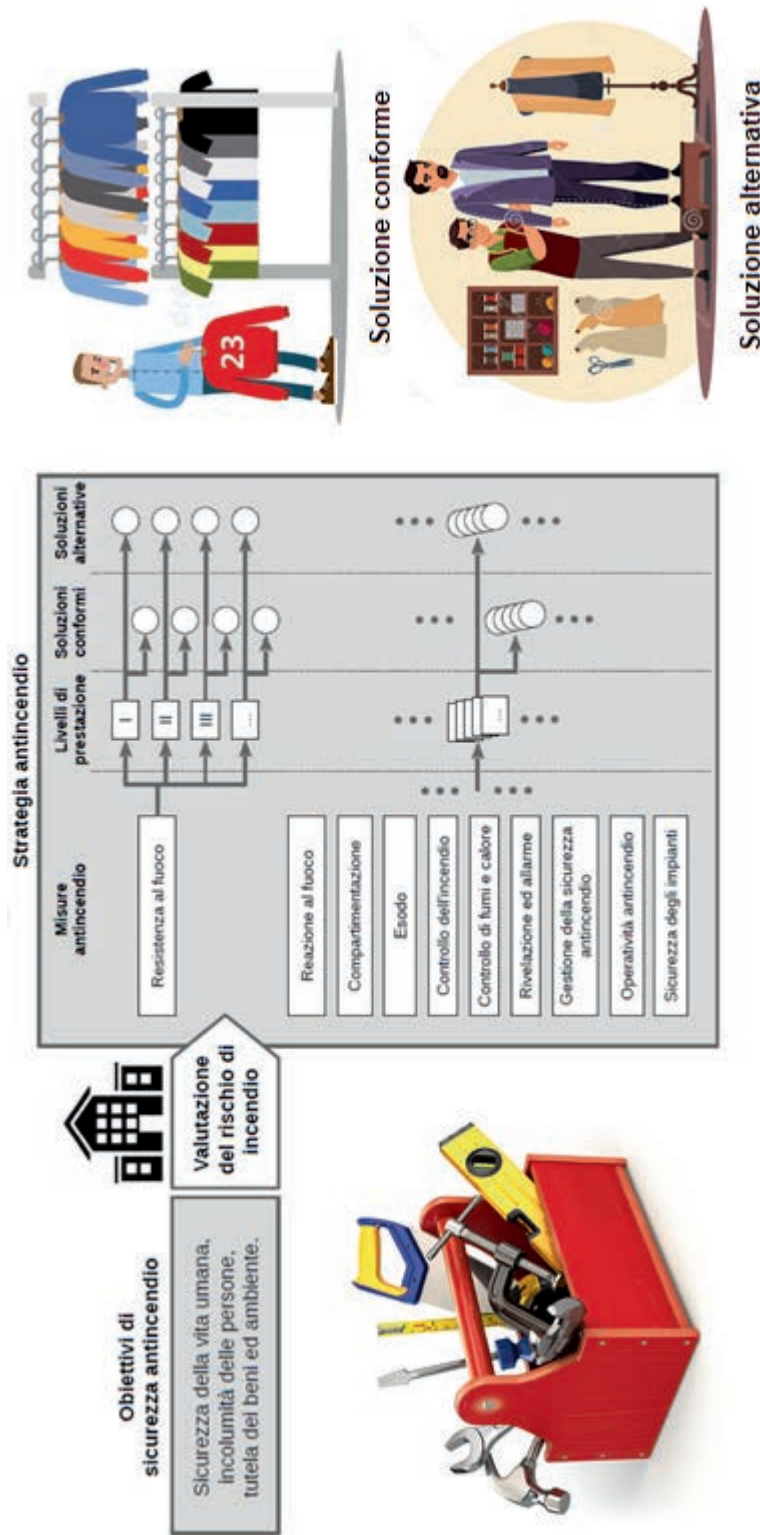 Obiettivi di
sicurezza antincendio
Sicurezza della vita umana,
incolumità delle persone,
tutela dei beni ed ambiente.
Valutazione
del rischio di
incendio
Strategia antincendio
Misure
antincendio
Livelli di
prestazione
Soluzioni
conformi
Soluzioni
alternative
Resistenza al fuoco
I
II
III
...
Reazione al fuoco
Compartimentazione
Esodo
Controllo dell'incendio
Controllo di fumi e calore
Rivelazione ed allarme
Gestione della sicurezza
antincendio
Operatività antincendio
Sicurezza degli impianti
...
23
Soluzione conforme
Soluzione alternativa